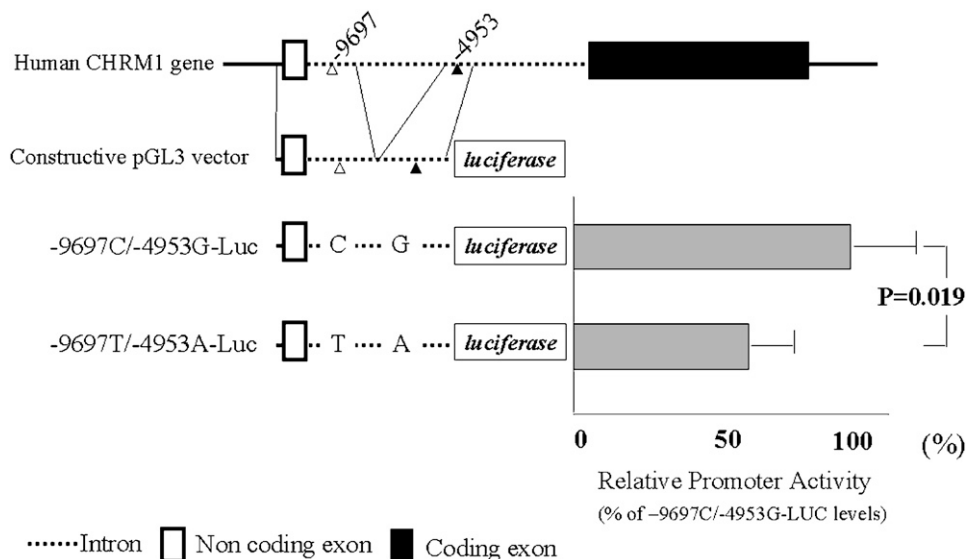 -9697
-4953
Human CHRM1 gene
Constructive pGL3 vector
luciferase
-9697C/-4953G-Luc
C
G
luciferase
P=0.019
-9697T/-4953A-Luc
T
A
luciferase
0
50
100
(%)
Relative Promoter Activity
(% of –9697C/-4953G-LUC levels)
Intron
Non coding exon
Coding exon